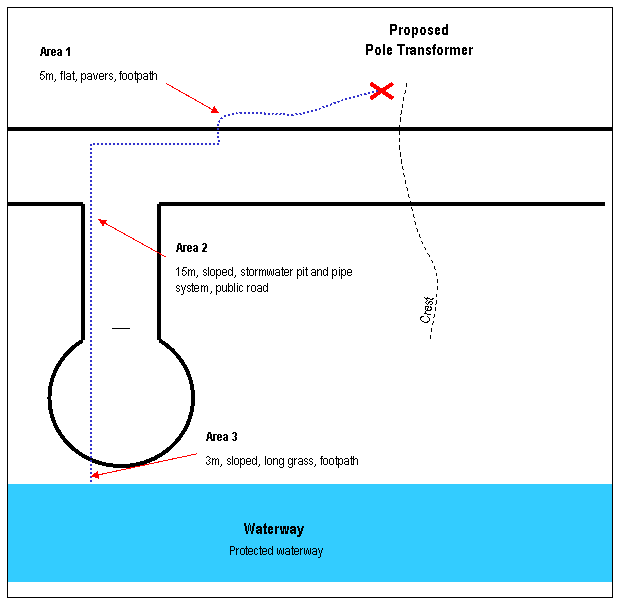 Proposed
Pole Transformer
Area 1
5m, flat, pavers, footpath
Area 2
15m, sloped, stormwater pit and pipe
system, public road
Crest
Area 3
3m, sloped, long grass, footpath
Waterway
Protected waterway